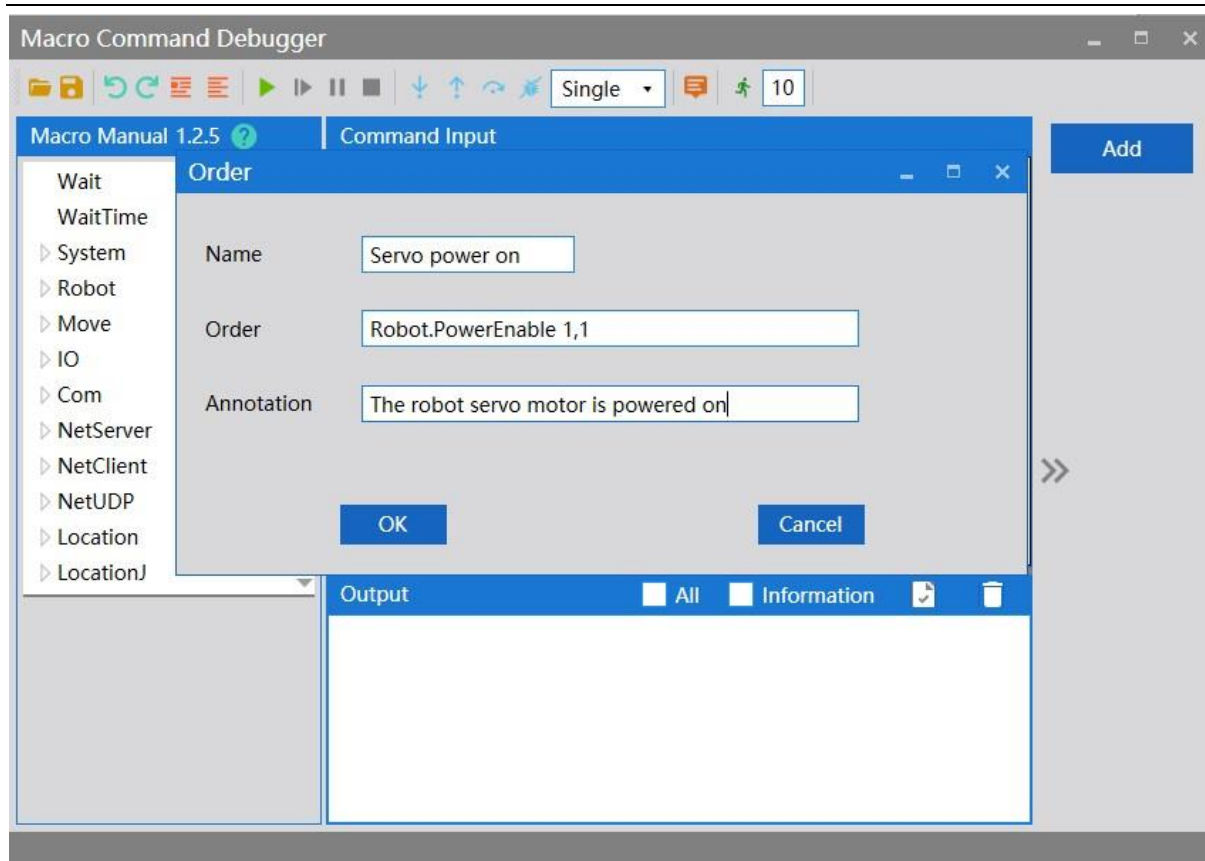 Macro Command Debugger
Single
10
Macro Manual 1.2.5 ?
Command Input
Add
Wait
WaitTime
System
Robot
Move
IO
Com
NetServer
NetClient
NetUDP
Location
LocationJ
Order
Name
Servo power on
Order
Robot.PowerEnable 1,1
Annotation
The robot servo motor is powered on
OK
Cancel
Output
All
Information